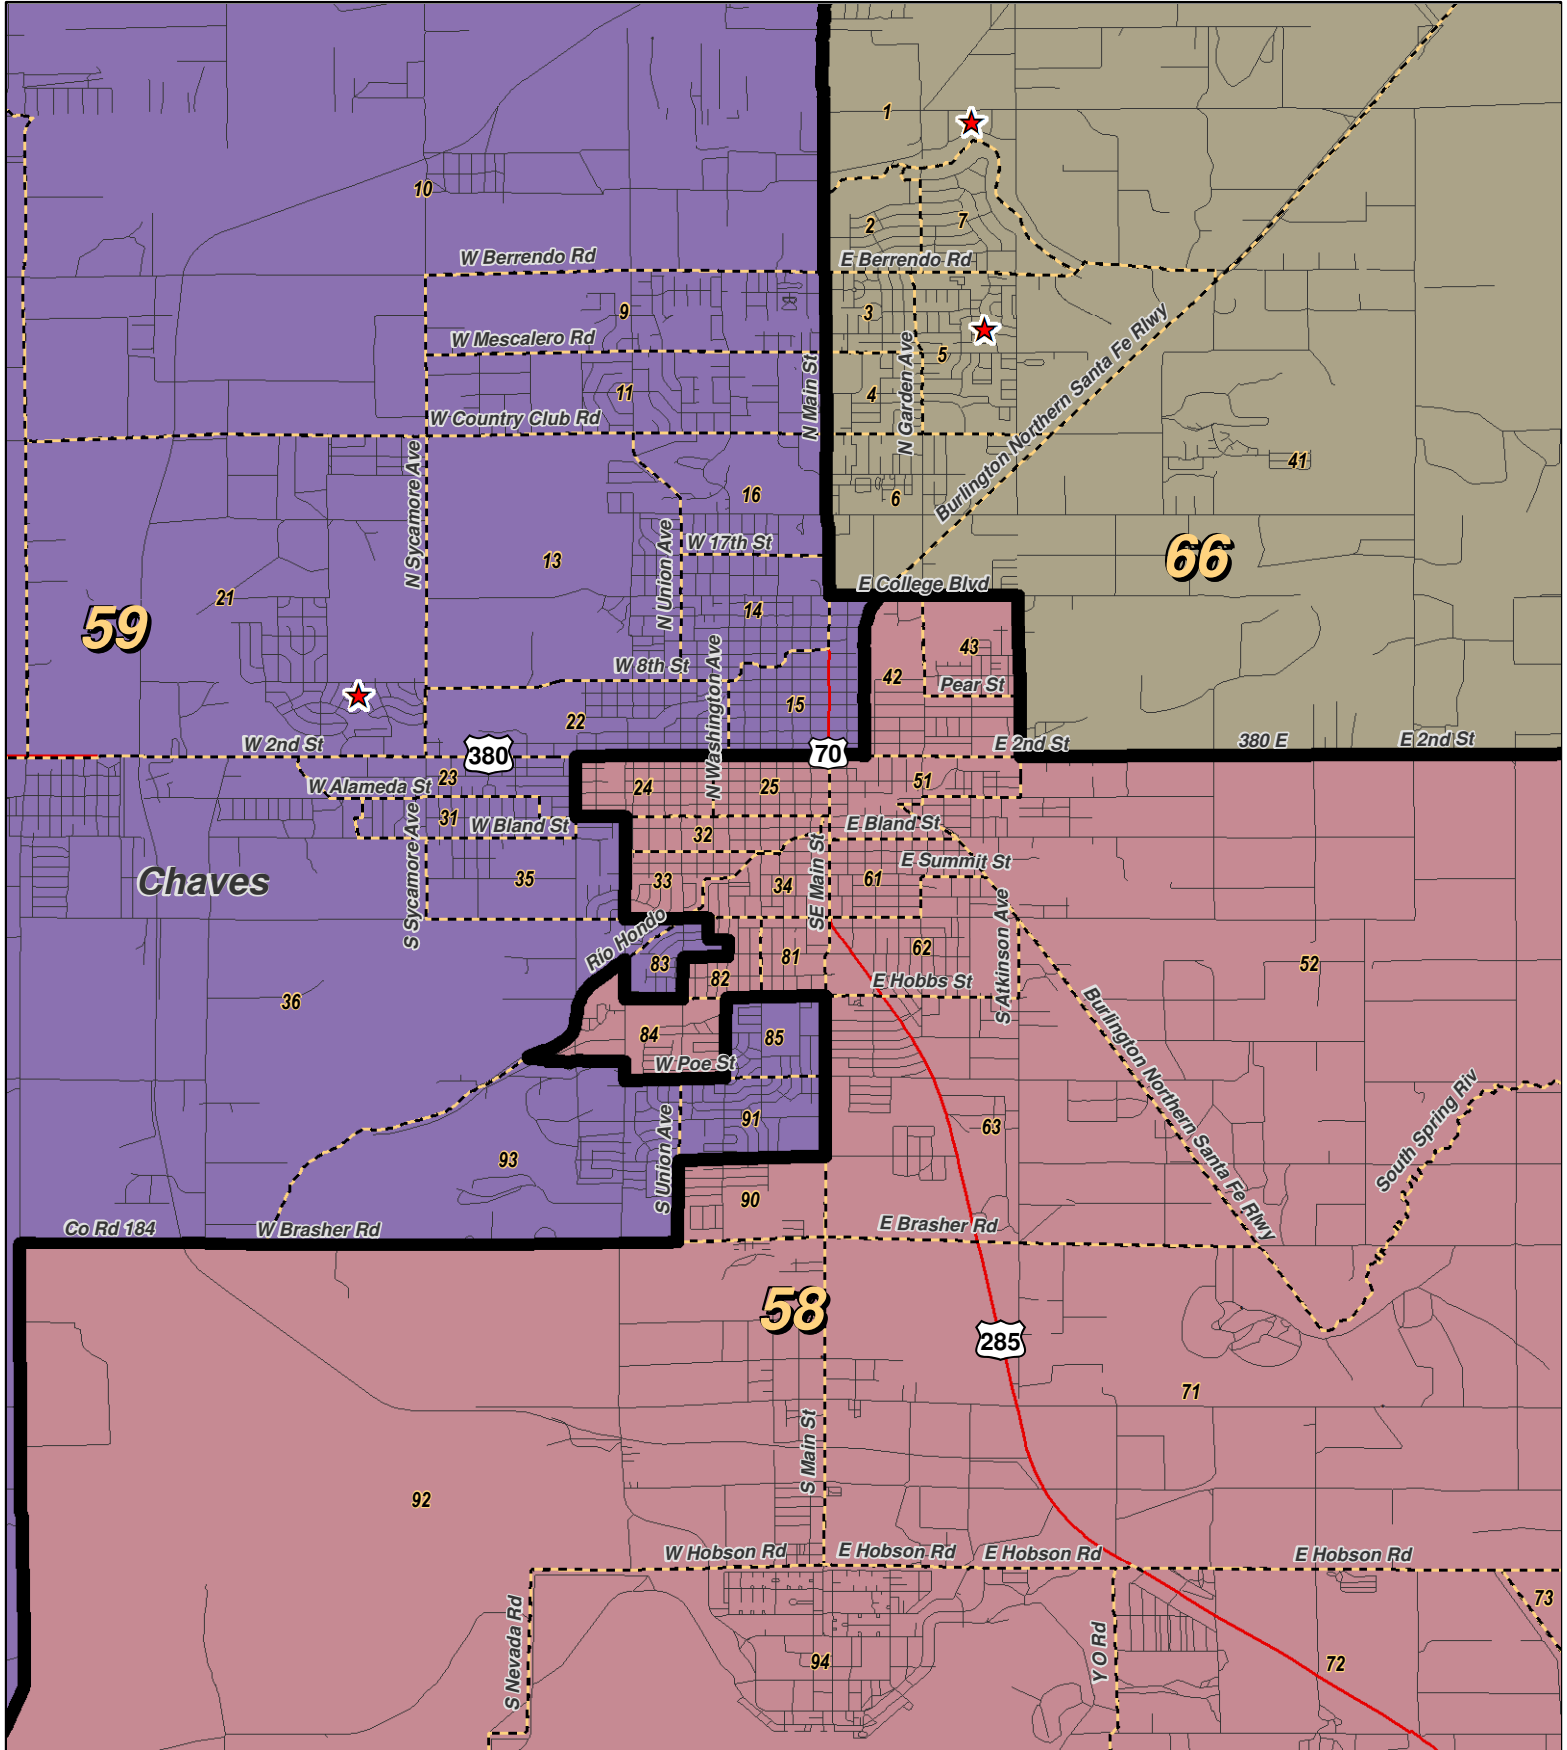 1
10
2
7
W Berrendo Rd
E Berrendo Rd
9
3
W Mescalero Rd
5
N Main St
N Garden Ave
Burlington Northern Santa Fe Rlwy
11
4
W Country Club Rd
N Sycamore Ave
41
16
6
W 17th St
N Union Ave
13
66
E College Blvd
21
59
14
43
W 8th St
N Washington Ave
42
Pear St
15
22
W 2nd St
380
70
E 2nd St
380 E
E 2nd St
23
W Alameda St
24
25
51
31
W Bland St
S Sycamore Ave
32
E Bland St
SE Main St
E Summit St
Chaves
35
33
34
61
S Atkinson Ave
Río Hondo
83
82
81
62
52
E Hobbs St
36
84
85
Burlington Northern Santa Fe Rlwy
W Poe St
91
63
South Spring Riv
S Union Ave
93
90
Co Rd 184
W Brasher Rd
E Brasher Rd
58
285
71
S Main St
92
W Hobson Rd
E Hobson Rd
E Hobson Rd
E Hobson Rd
73
S Nevada Rd
94
Y O Rd
72